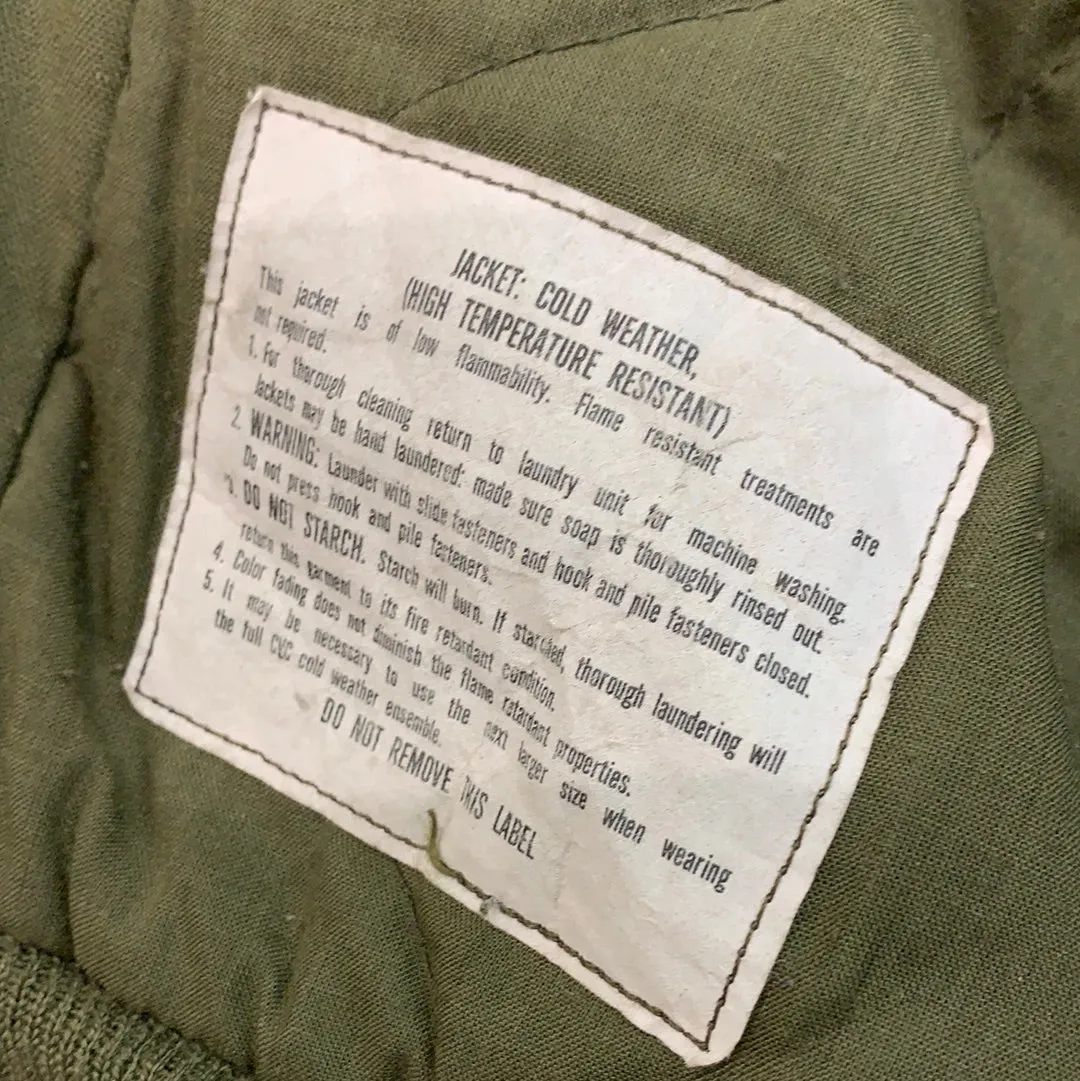 JACKET: COLD WEATHER,
(HIGH TEMPERATURE RESISTANT)
This jacket is of low flammability. Flame resistant treatments are
not required.
1. For thorough cleaning return to laundry unit for machine washing.
Jackets may be hand laundered: made sure soap is thoroughly rinsed out.
2. WARNING: Launder with slide fasteners and hook and pile fasteners closed.
Do not press hook and pile fasteners.
3. DO NOT STARCH. Starch will burn. If starched, thorough laundering will
return this garment to its fire retardant condition.
4. Color fading does not diminish the flame retardant properties.
5. It may be necessary to use the next larger size when wearing
the full CVC cold weather ensemble.
DO NOT REMOVE THIS LABEL